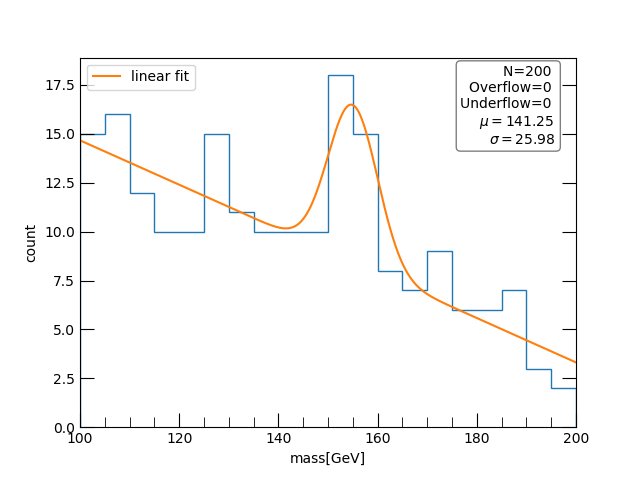 linear fit
N=200
Overflow=0
Underflow=0
μ = 141.25
σ = 25.98
17.5
15.0
12.5
10.0
7.5
5.0
2.5
0.0
count
100 120 140 160 180 200
mass[GeV]